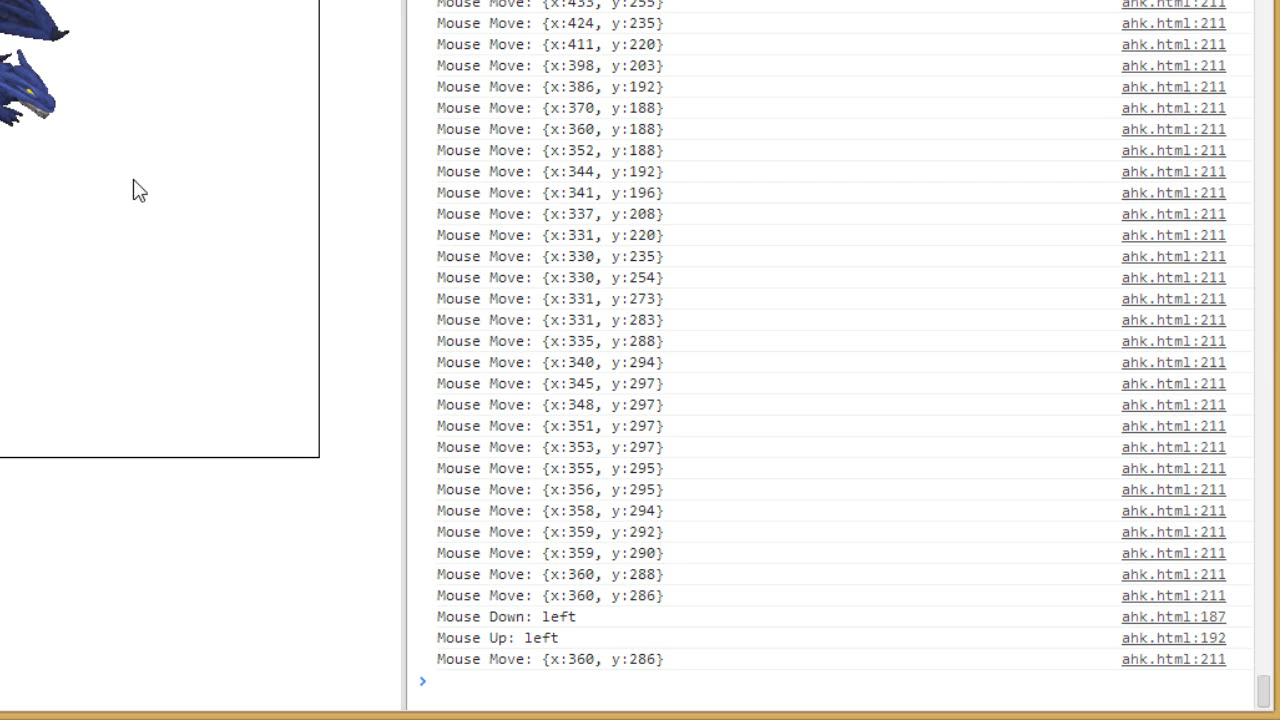 Mouse Move: {x:433, y:255} ahk.html:211
Mouse Move: {x:424, y:235} ahk.html:211
Mouse Move: {x:411, y:220} ahk.html:211
Mouse Move: {x:398, y:203} ahk.html:211
Mouse Move: {x:386, y:192} ahk.html:211
Mouse Move: {x:370, y:188} ahk.html:211
Mouse Move: {x:360, y:188} ahk.html:211
Mouse Move: {x:352, y:188} ahk.html:211
Mouse Move: {x:344, y:192} ahk.html:211
Mouse Move: {x:341, y:196} ahk.html:211
Mouse Move: {x:337, y:208} ahk.html:211
Mouse Move: {x:331, y:220} ahk.html:211
Mouse Move: {x:330, y:235} ahk.html:211
Mouse Move: {x:330, y:254} ahk.html:211
Mouse Move: {x:331, y:273} ahk.html:211
Mouse Move: {x:331, y:283} ahk.html:211
Mouse Move: {x:335, y:288} ahk.html:211
Mouse Move: {x:340, y:294} ahk.html:211
Mouse Move: {x:345, y:297} ahk.html:211
Mouse Move: {x:348, y:297} ahk.html:211
Mouse Move: {x:351, y:297} ahk.html:211
Mouse Move: {x:353, y:297} ahk.html:211
Mouse Move: {x:355, y:295} ahk.html:211
Mouse Move: {x:356, y:295} ahk.html:211
Mouse Move: {x:358, y:294} ahk.html:211
Mouse Move: {x:359, y:292} ahk.html:211
Mouse Move: {x:359, y:290} ahk.html:211
Mouse Move: {x:360, y:288} ahk.html:211
Mouse Move: {x:360, y:286} ahk.html:211
Mouse Down: left ahk.html:187
Mouse Up: left ahk.html:192
Mouse Move: {x:360, y:286} ahk.html:211